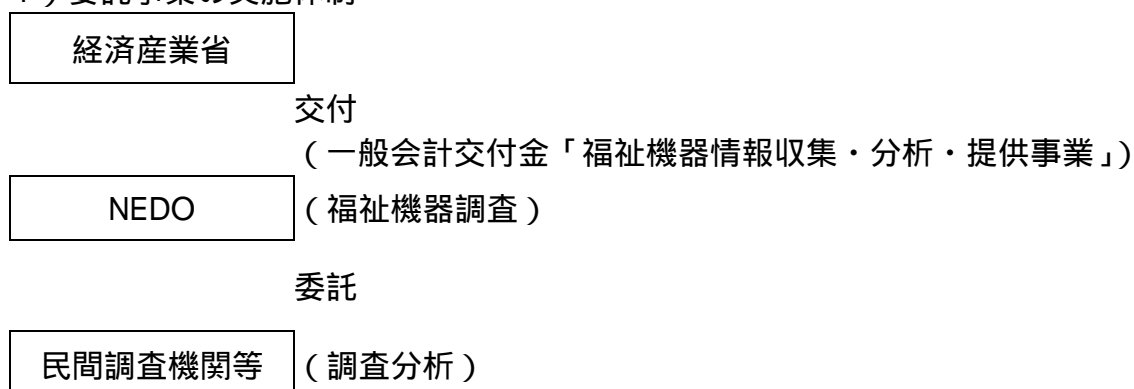 経済産業省
交付
（一般会計交付金「福祉機器情報収集・分析・提供事業」）
NEDO （福祉機器調査）
委託
民間調査機関等 （調査分析）